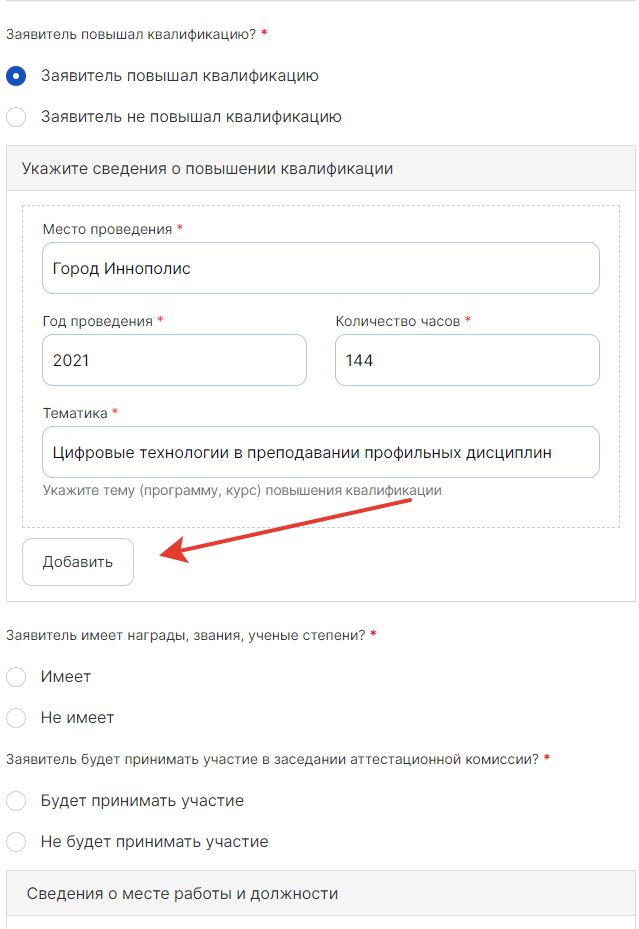 Заявитель повышал квалификацию? *
Заявитель повышал квалификацию
Заявитель не повышал квалификацию
Укажите сведения о повышении квалификации
Место проведения *
Город Иннополис
Год проведения * Количество часов *
2021 144
Тематика *
Цифровые технологии в преподавании профильных дисциплин
Укажите тему (программу, курс) повышения квалификации
Добавить
Заявитель имеет награды, звания, ученые степени? *
Имеет
Не имеет
Заявитель будет принимать участие в заседании аттестационной комиссии? *
Будет принимать участие
Не будет принимать участие
Сведения о месте работы и должности